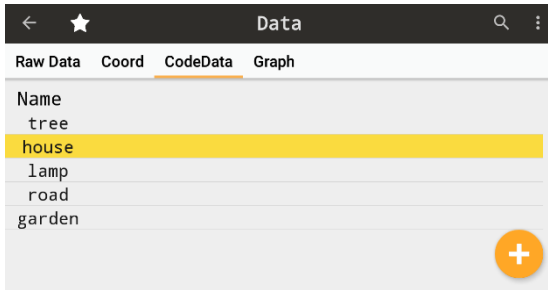 Data
Raw Data Coord CodeData Graph
Name
tree
house
lamp
road
garden